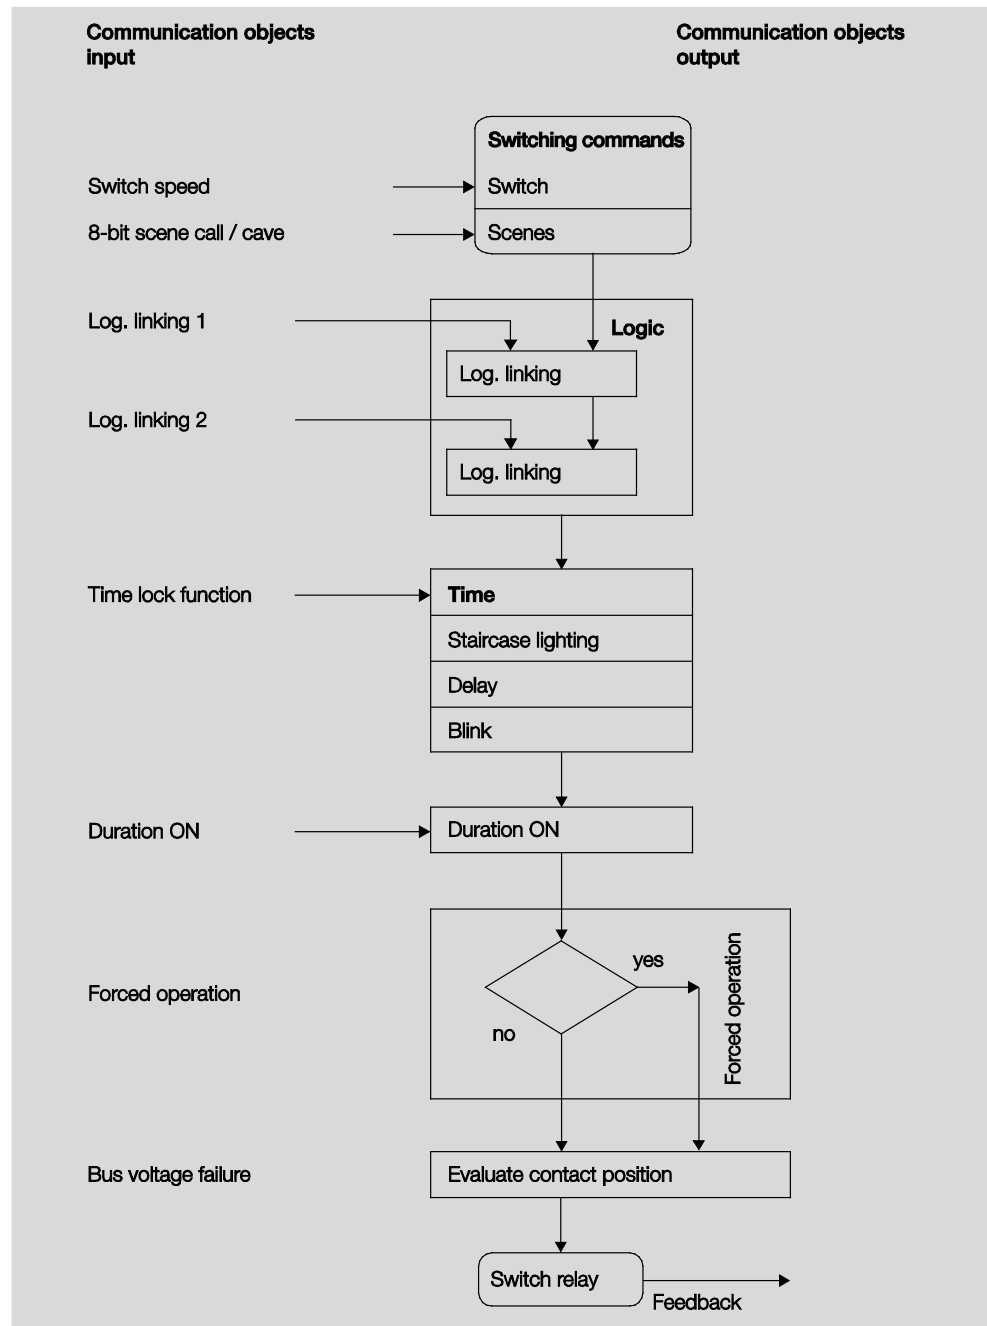 Communication objects
input
Communication objects
output
Switching commands
Switch speed
Switch
8-bit scene call / cave
Scenes
Log. linking 1
Logic
Log. linking
Log. linking 2
Log. linking
Time lock function
Time
Staircase lighting
Delay
Blink
Duration ON
Duration ON
yes
Forced operation
Forced operation
no
Bus voltage failure
Evaluate contact position
Switch relay
Feedback